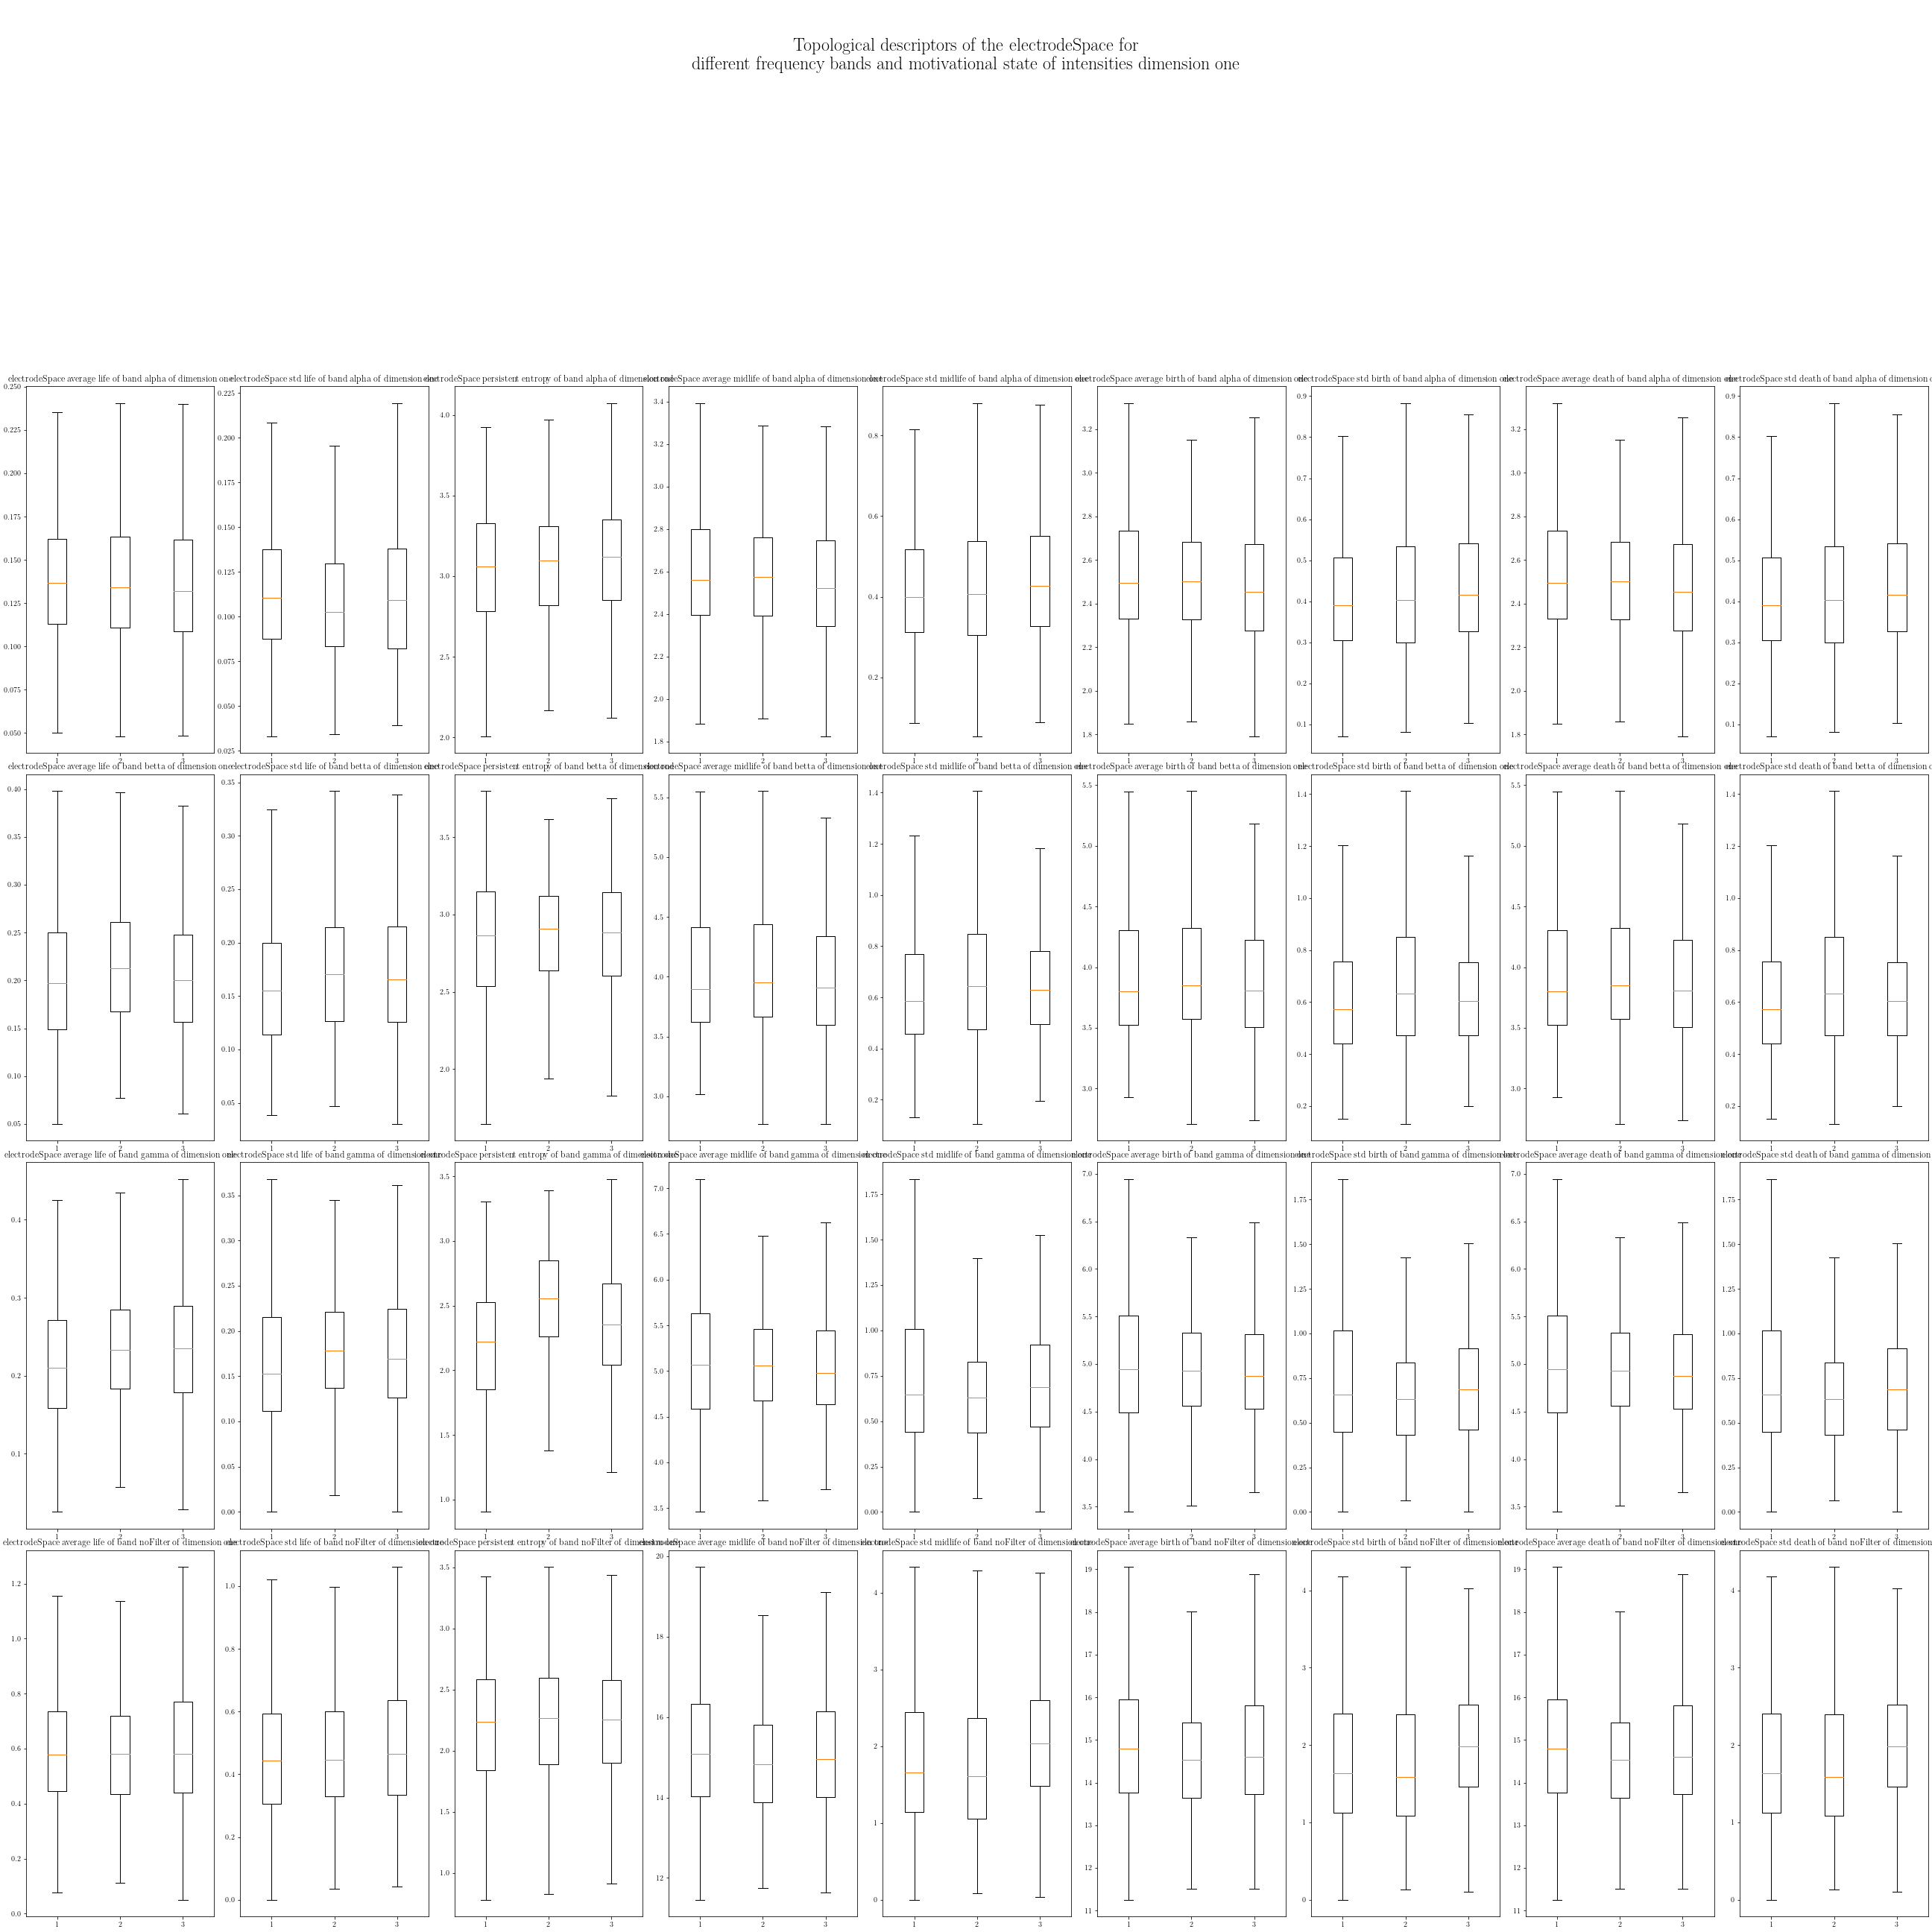 Topological descriptors of the electrodeSpace for
different frequency bands and motivational state of intensities dimension one
electrodeSpace average life of band alpha of dimension one
0.250 0.225 0.200 0.175 0.150 0.125 0.100 0.075 0.050
1 2 3
electrodeSpace std life of band alpha of dimension one
0.225 0.200 0.175 0.150 0.125 0.100 0.075 0.050 0.025
1 2 3
electrodeSpace persistent entropy of band alpha of dimension one
4.0 3.5 3.0 2.5 2.0
1 2 3
electrodeSpace average midlife of band alpha of dimension one
3.4 3.2 3.0 2.8 2.6 2.4 2.2 2.0 1.8
1 2 3
electrodeSpace std midlife of band alpha of dimension one
0.8 0.6 0.4 0.2
1 2 3
electrodeSpace average birth of band alpha of dimension one
3.2 3.0 2.8 2.6 2.4 2.2 2.0 1.8
1 2 3
electrodeSpace std birth of band alpha of dimension one
0.9 0.8 0.7 0.6 0.5 0.4 0.3 0.2 0.1
1 2 3
electrodeSpace average death of band alpha of dimension one
3.2 3.0 2.8 2.6 2.4 2.2 2.0 1.8
1 2 3
electrodeSpace std death of band alpha of dimension o
0.9 0.8 0.7 0.6 0.5 0.4 0.3 0.2 0.1
1 2 3
electrodeSpace average life of band betta of dimension one
0.40 0.35 0.30 0.25 0.20 0.15 0.10 0.05
1 2 3
electrodeSpace std life of band betta of dimension one
0.35 0.30 0.25 0.20 0.15 0.10 0.05
1 2 3
electrodeSpace persistent entropy of band betta of dimension one
3.5 3.0 2.5 2.0
1 2 3
electrodeSpace average midlife of band betta of dimension one
5.5 5.0 4.5 4.0 3.5 3.0
1 2 3
electrodeSpace std midlife of band betta of dimension one
1.4 1.2 1.0 0.8 0.6 0.4 0.2
1 2 3
electrodeSpace average birth of band betta of dimension one
5.5 5.0 4.5 4.0 3.5 3.0
1 2 3
electrodeSpace std birth of band betta of dimension one
1.4 1.2 1.0 0.8 0.6 0.4 0.2
1 2 3
electrodeSpace average death of band betta of dimension one
5.5 5.0 4.5 4.0 3.5 3.0
1 2 3
electrodeSpace std death of band betta of dimension o
1.4 1.2 1.0 0.8 0.6 0.4 0.2
1 2 3
electrodeSpace average life of band gamma of dimension one
0.4 0.3 0.2 0.1
1 2 3
electrodeSpace std life of band gamma of dimension one
0.35 0.30 0.25 0.20 0.15 0.10 0.05 0.00
1 2 3
electrodeSpace persistent entropy of band gamma of dimension one
3.5 3.0 2.5 2.0 1.5 1.0
1 2 3
electrodeSpace average midlife of band gamma of dimension one
7.0 6.5 6.0 5.5 5.0 4.5 4.0 3.5
1 2 3
electrodeSpace std midlife of band gamma of dimension one
1.75 1.50 1.25 1.00 0.75 0.50 0.25 0.00
1 2 3
electrodeSpace average birth of band gamma of dimension one
7.0 6.5 6.0 5.5 5.0 4.5 4.0 3.5
1 2 3
electrodeSpace std birth of band gamma of dimension one
1.75 1.50 1.25 1.00 0.75 0.50 0.25 0.00
1 2 3
electrodeSpace average death of band gamma of dimension one
7.0 6.5 6.0 5.5 5.0 4.5 4.0 3.5
1 2 3
electrodeSpace std death of band gamma of dimension
1.75 1.50 1.25 1.00 0.75 0.50 0.25 0.00
1 2 3
electrodeSpace average life of band noFilter of dimension one
1.2 1.0 0.8 0.6 0.4 0.2 0.0
1 2 3
electrodeSpace std life of band noFilter of dimension one
1.0 0.8 0.6 0.4 0.2 0.0
1 2 3
electrodeSpace persistent entropy of band noFilter of dimension one
3.5 3.0 2.5 2.0 1.5 1.0
1 2 3
electrodeSpace average midlife of band noFilter of dimension one
20 18 16 14 12
1 2 3
electrodeSpace std midlife of band noFilter of dimension one
4 3 2 1 0
1 2 3
electrodeSpace average birth of band noFilter of dimension one
19 18 17 16 15 14 13 12 11
1 2 3
electrodeSpace std birth of band noFilter of dimension one
4 3 2 1 0
1 2 3
electrodeSpace average death of band noFilter of dimension one
19 18 17 16 15 14 13 12 11
1 2 3
electrodeSpace std death of band noFilter of dimension
4 3 2 1 0
1 2 3